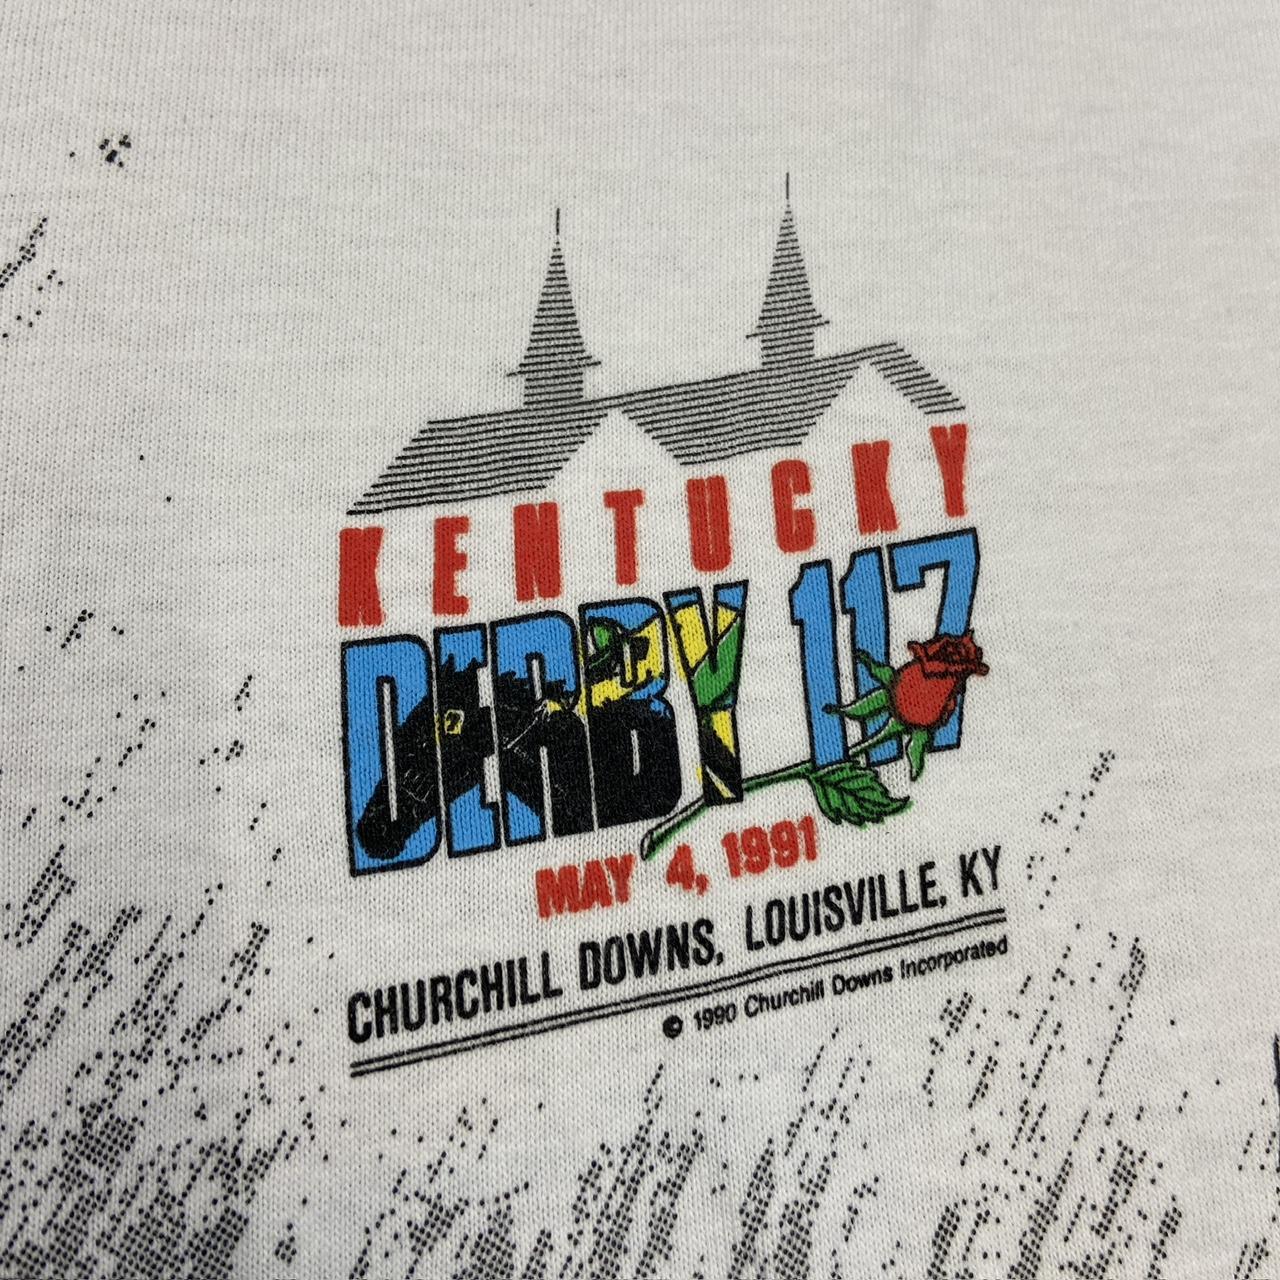 KENTUCKY
DERBY 117
MAY 4, 1991
CHURCHILL DOWNS, LOUISVILLE, KY
© 1990 Churchill Downs Incorporated